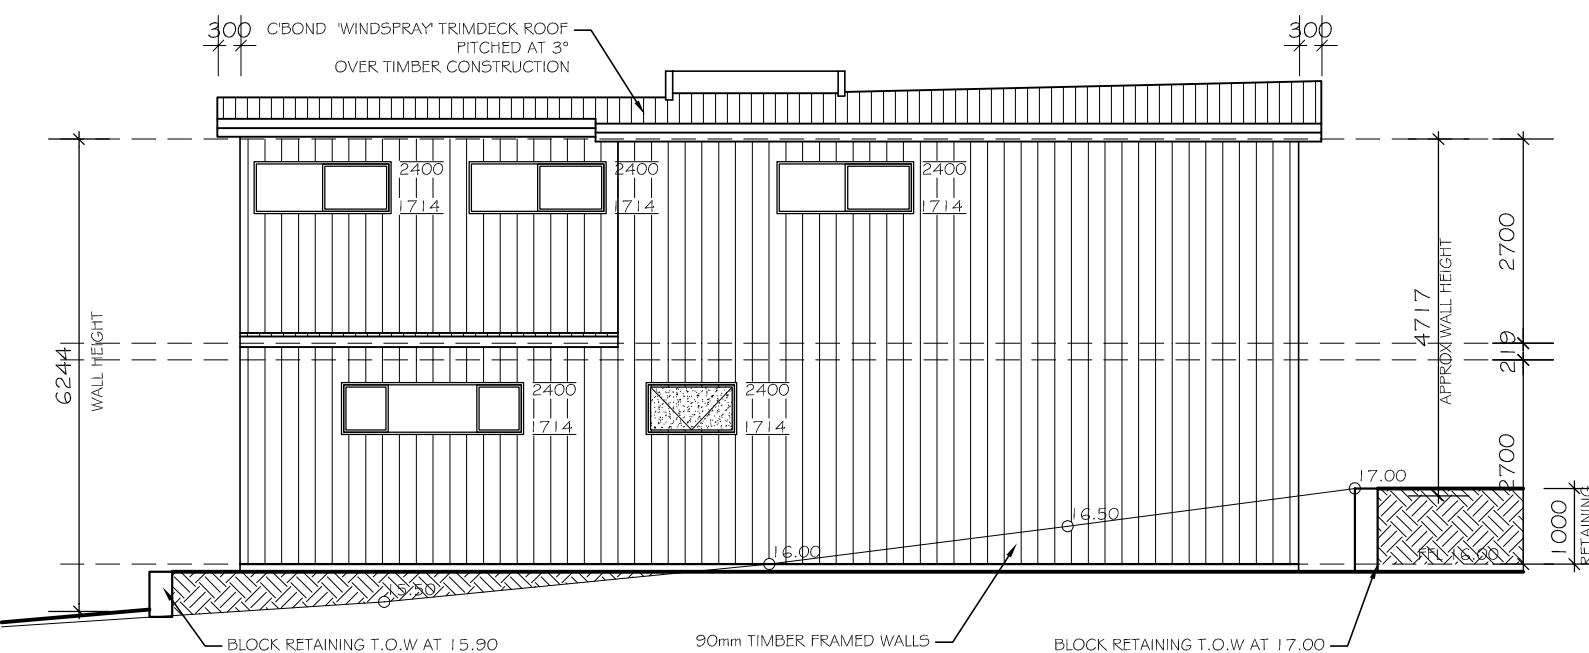 300
C'BOND 'WINDSPRAY' TRIMDECK ROOF
PITCHED AT 3°
OVER TIMBER CONSTRUCTION
300
2400
1714
2400
1714
2400
1714
6244
WALL HEIGHT
2400
1714
2400
1714
4717
APPROX WALL HEIGHT
2700
219
2700
17.00
16.50
16.00
15.50
FFL 16.00
1000
RETAINING
BLOCK RETAINING T.O.W AT 15.90
90mm TIMBER FRAMED WALLS
BLOCK RETAINING T.O.W AT 17.00